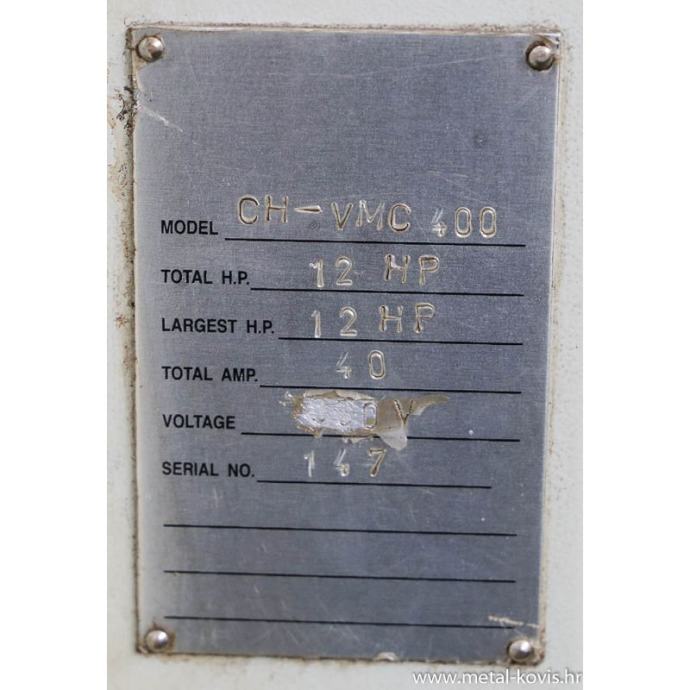 MODEL CH-VMC 400
TOTAL H.P. 12 HP
LARGEST H.P. 12 HP
TOTAL AMP. 40
VOLTAGE 0 V
SERIAL NO. 147
www.metal-kovis.hr